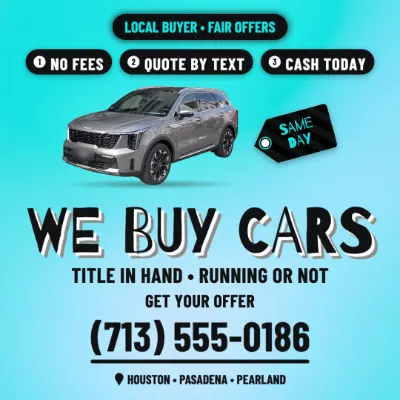 LOCAL BUYER • FAIR OFFERS
1 NO FEES 2 QUOTE BY TEXT 3 CASH TODAY
SAME
DAY
WE BUY CARS
TITLE IN HAND • RUNNING OR NOT
GET YOUR OFFER
(713) 555-0186
HOUSTON • PASADENA • PEARLAND